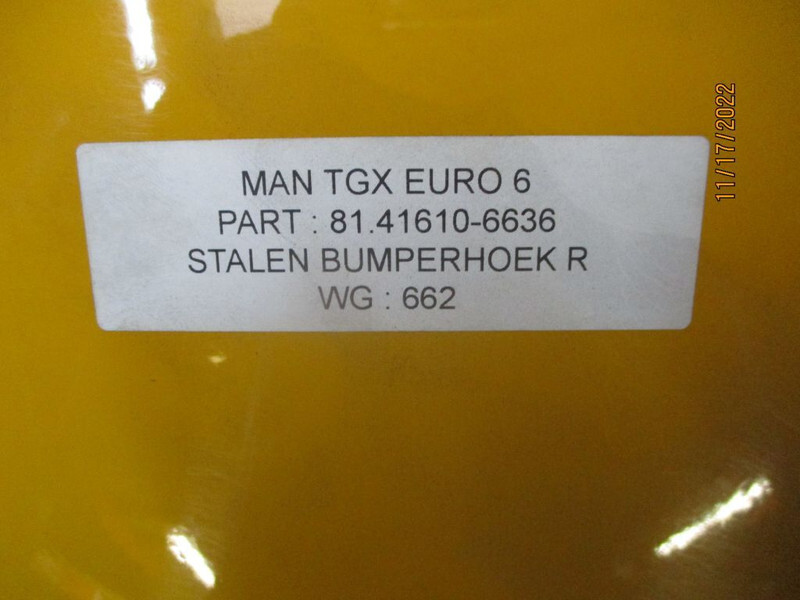 MAN TGX EURO 6
PART : 81.41610-6636
STALEN BUMPERHOEK R
WG : 662
11/17/2022